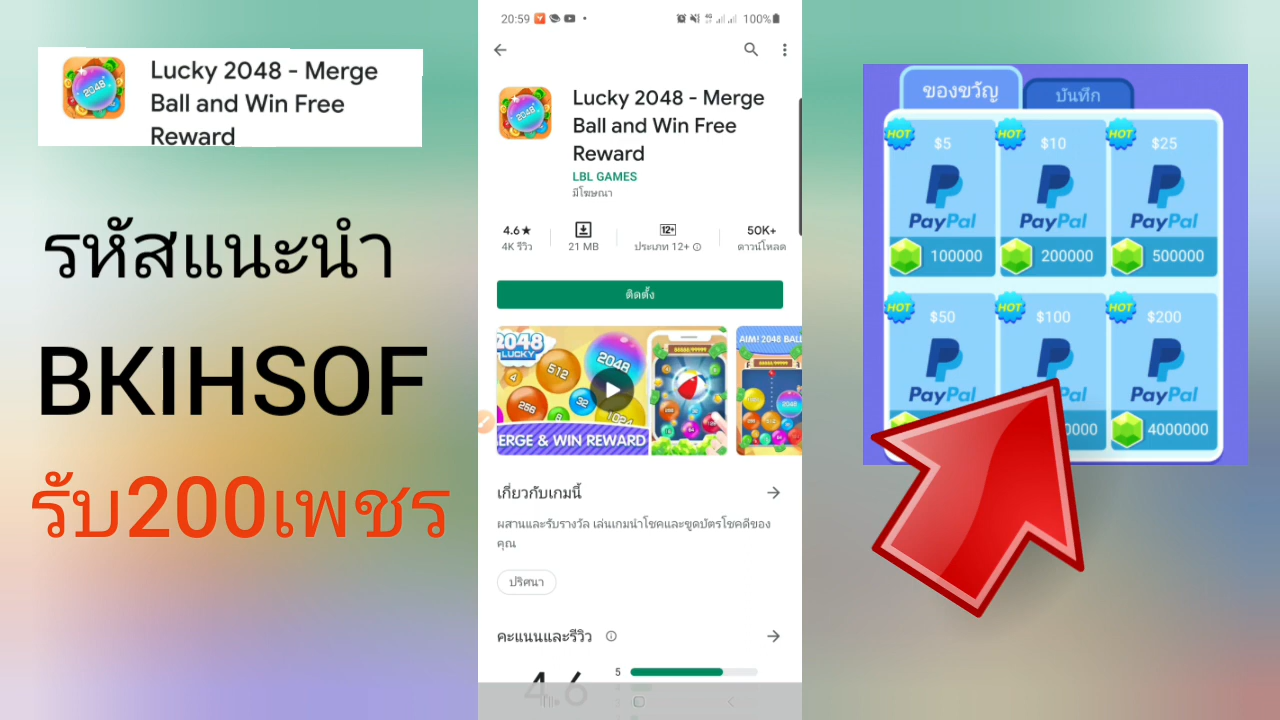 Lucky 2048 - Merge
Ball and Win Free
Reward
รหัสแนะนำ
BKIHSOF
รับ200เพชร
20:59
100%
Lucky 2048 - Merge
Ball and Win Free
Reward
LBL GAMES
มีโฆษณา
4.6★
4K รีวิว
21 MB
12+
ประเภท 12+
50K+
ดาวน์โหลด
ติดตั้ง
2048
LUCKY
4
512
2048
256
32
1024
MERGE & WIN REWARD
AIM! 2048 BALL
เกี่ยวกับเกมนี้
ผสานและรับรางวัล เล่นเกมนำโชคและขูดบัตรโชคดีของ
คุณ
ปริศนา
คะแนนและรีวิว
4.6
5
ของขวัญ
บันทึก
HOT $5 HOT $10 HOT $25
PayPal PayPal PayPal
100000 200000 500000
HOT $50 HOT $100 HOT $200
PayPal PayPal PayPal
4000000